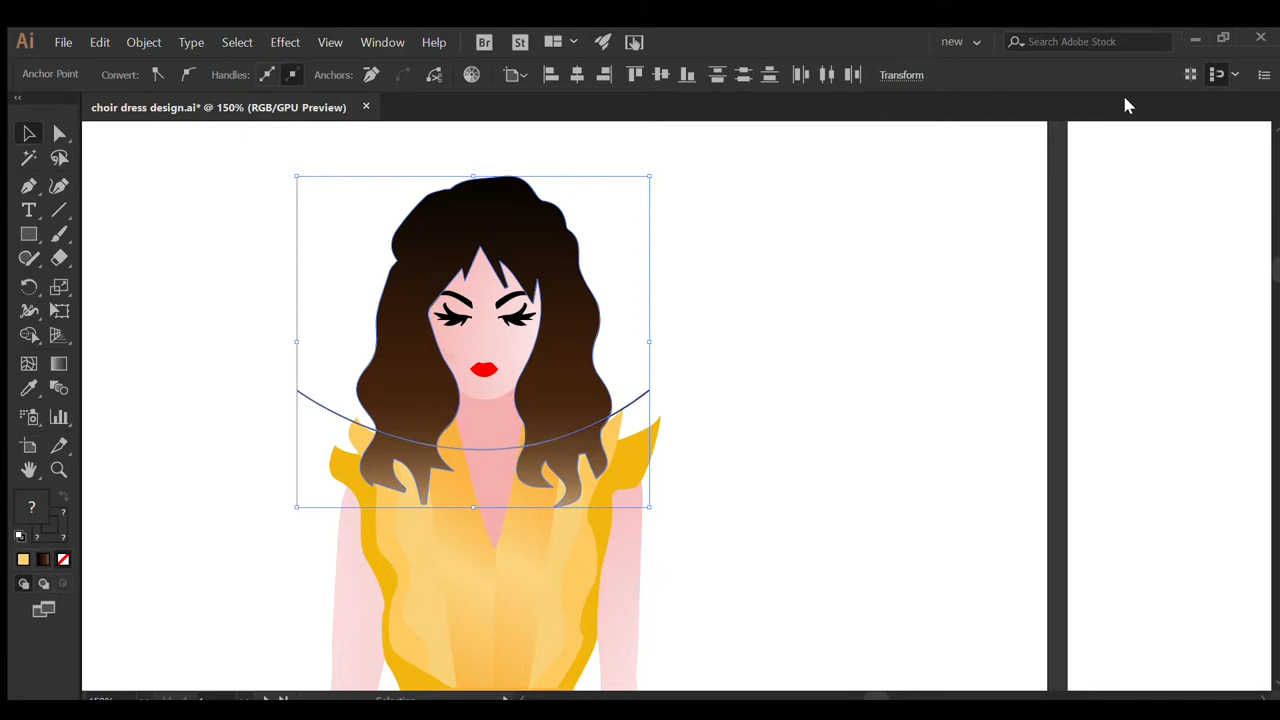 Ai File Edit Object Type Select Effect View Window Help Br St new Search Adobe Stock
Anchor Point Convert: Handles: Anchors: Transform
choir dress design.ai* @ 150% (RGB/GPU Preview)
T
?
?
? ?